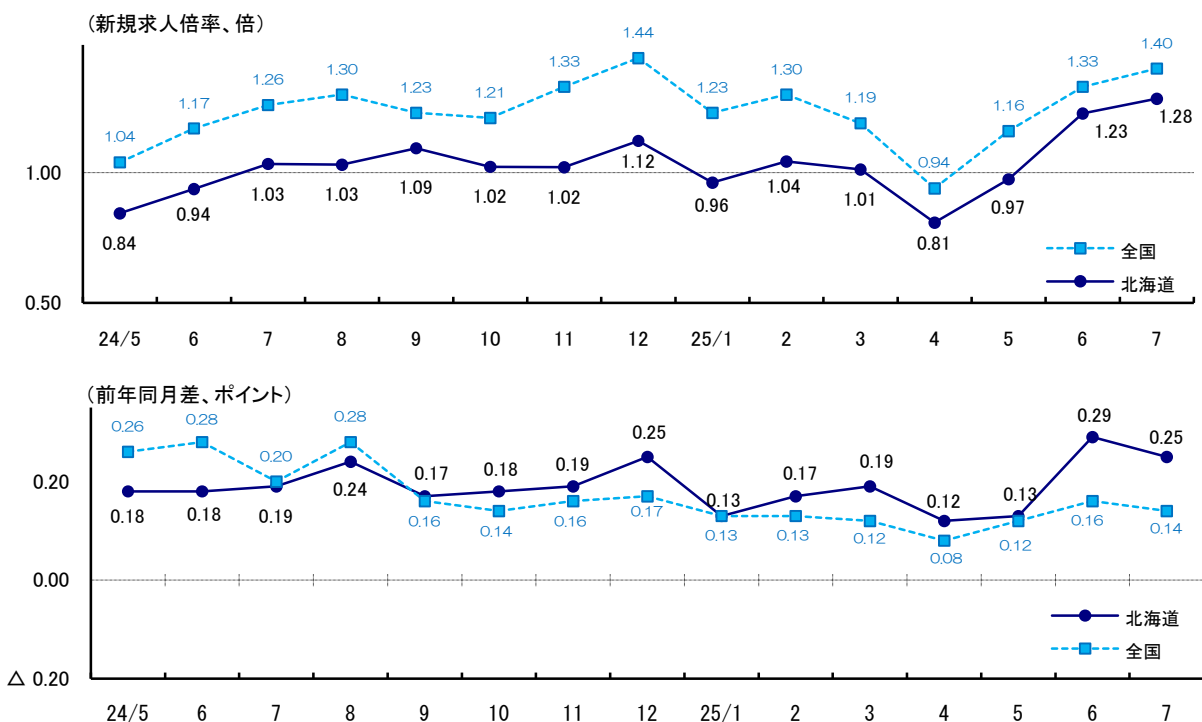 (新規求人倍率、倍)
1.04 1.17 1.26 1.30 1.23 1.21 1.33 1.44 1.23 1.30 1.19 0.94 1.16 1.33 1.40
1.00
0.84 0.94 1.03 1.03 1.09 1.02 1.02 1.12 0.96 1.04 1.01 0.81 0.97 1.23 1.28
全国
北海道
0.50
24/5 6 7 8 9 10 11 12 25/1 2 3 4 5 6 7
(前年同月差、ポイント)
0.26 0.28 0.20 0.28 0.17 0.18 0.19 0.25 0.13 0.17 0.19 0.12 0.13 0.29 0.25
0.20
0.18 0.18 0.19 0.24 0.16 0.14 0.16 0.17 0.13 0.13 0.12 0.08 0.12 0.16 0.14
0.00
北海道
全国
△ 0.20
24/5 6 7 8 9 10 11 12 25/1 2 3 4 5 6 7